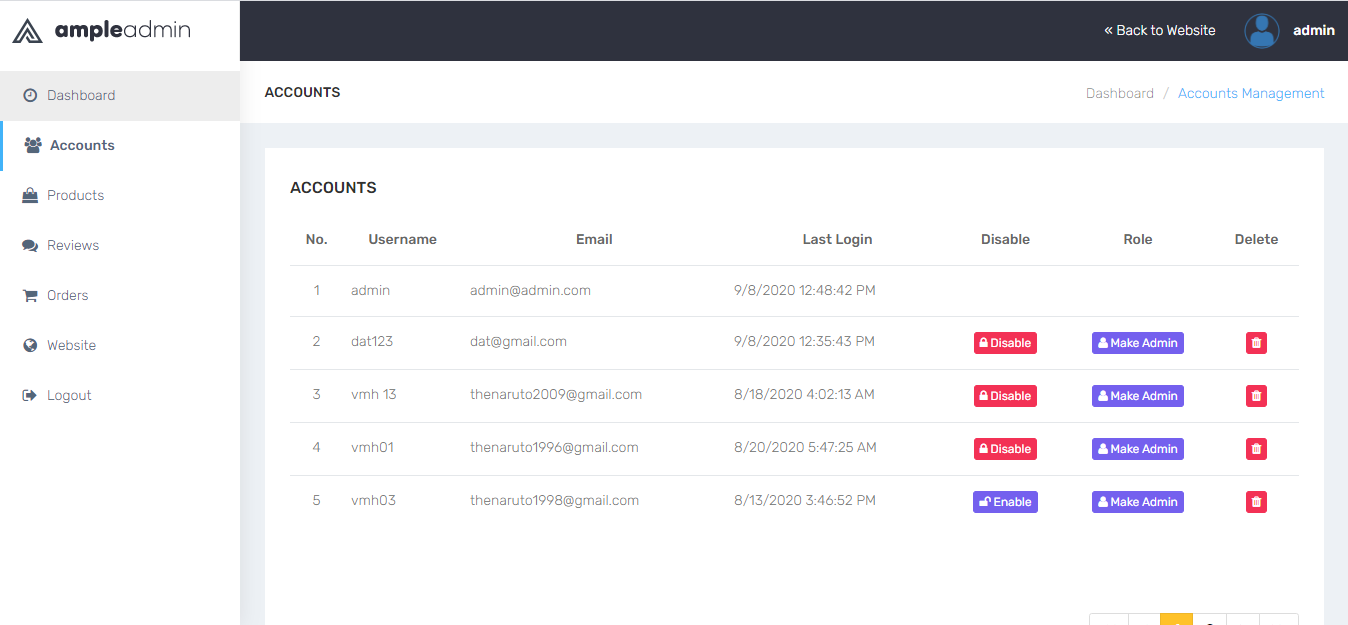 ampleadmin
« Back to Website admin
ACCOUNTS
Dashboard / Accounts Management
Dashboard
Accounts
Products
Reviews
Orders
Website
Logout
ACCOUNTS
No. Username Email Last Login Disable Role Delete
1 admin admin@admin.com 9/8/2020 12:48:42 PM
2 dat123 dat@gmail.com 9/8/2020 12:35:43 PM Disable Make Admin
3 vmh 13 thenaruto2009@gmail.com 8/18/2020 4:02:13 AM Disable Make Admin
4 vmh01 thenaruto1996@gmail.com 8/20/2020 5:47:25 AM Disable Make Admin
5 vmh03 thenaruto1998@gmail.com 8/13/2020 3:46:52 PM Enable Make Admin